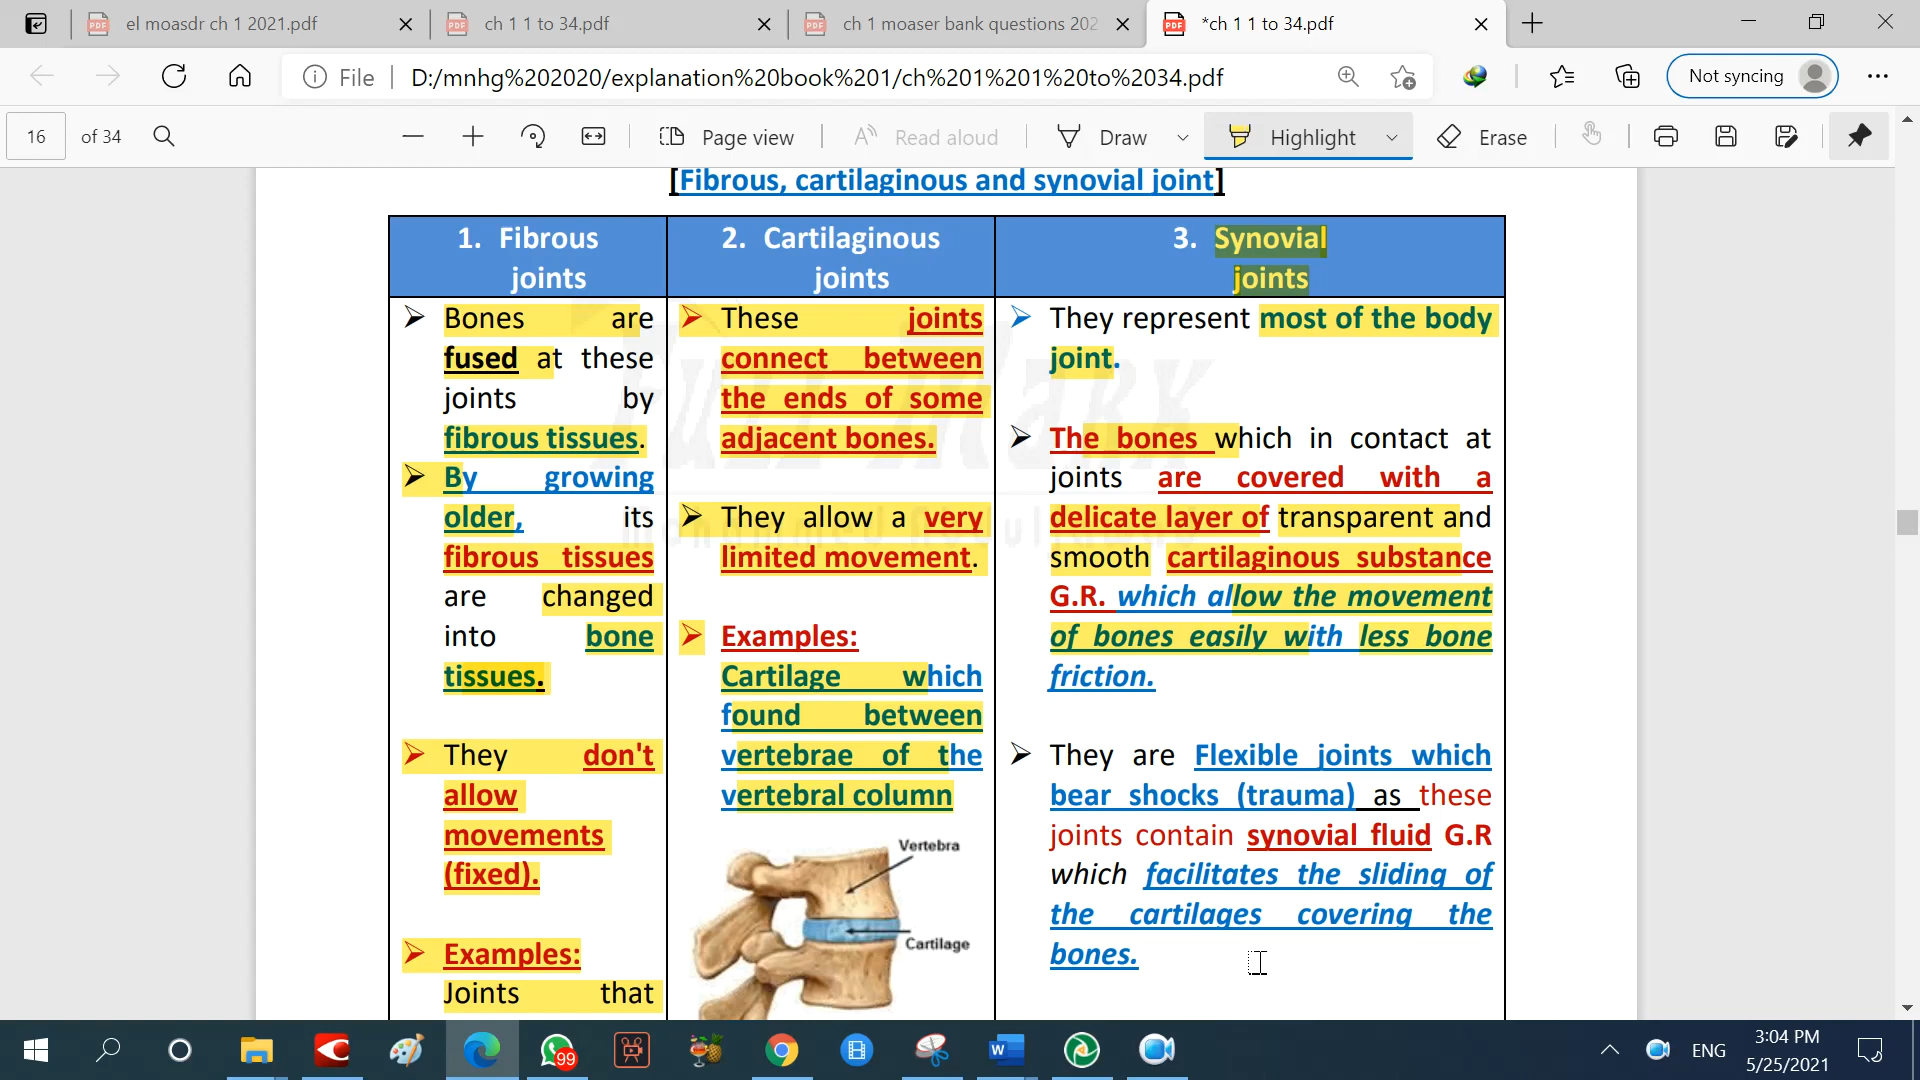 el moasdr ch 1 2021.pdf
ch 1 1 to 34.pdf
ch 1 moaser bank questions 202
*ch 1 1 to 34.pdf
File
D:/mnhg%202020/explanation%20book%201/ch%201%201%20to%2034.pdf
Not syncing
16 of 34
Page view
Read aloud
Draw
Highlight
Erase
[Fibrous, cartilaginous and synovial joint]
1. Fibrous
joints
Bones are
fused at these
joints by
fibrous tissues.
By growing
older, its
fibrous tissues
are changed
into bone
tissues.
They don't
allow
movements
(fixed).
Examples:
Joints that
2. Cartilaginous
joints
These joints
connect between
the ends of some
adjacent bones.
They allow a very
limited movement.
Examples:
Cartilage which
found between
vertebrae of the
vertebral column
Vertebra
Cartilage
3. Synovial
joints
They represent most of the body
joint.
The bones which in contact at
joints are covered with a
delicate layer of transparent and
smooth cartilaginous substance
G.R. which allow the movement
of bones easily with less bone
friction.
They are Flexible joints which
bear shocks (trauma) as these
joints contain synovial fluid G.R
which facilitates the sliding of
the cartilages covering the
bones.
Full Mark
99
ENG
3:04 PM
5/25/2021